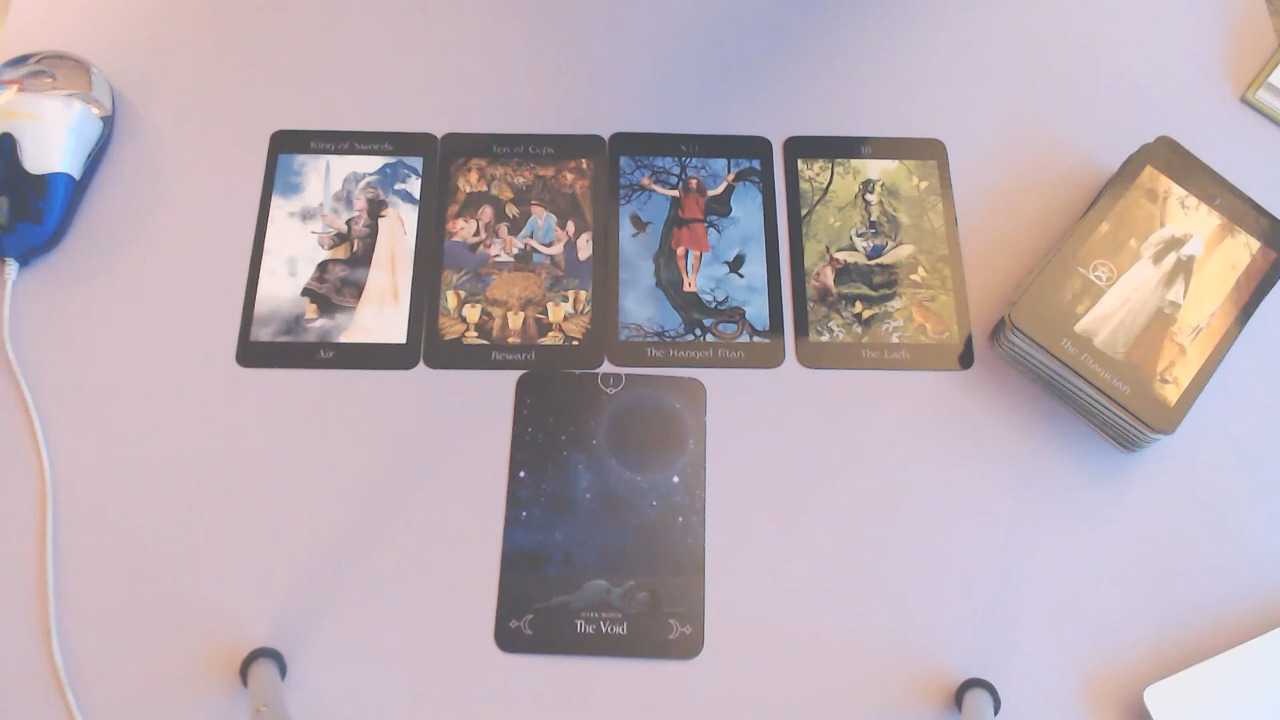 King of Swords
Air
Ten of Cups
Reward
XII
The Hanged Man
III
The Lady
I
The Magician
I
DARK MOON
The Void